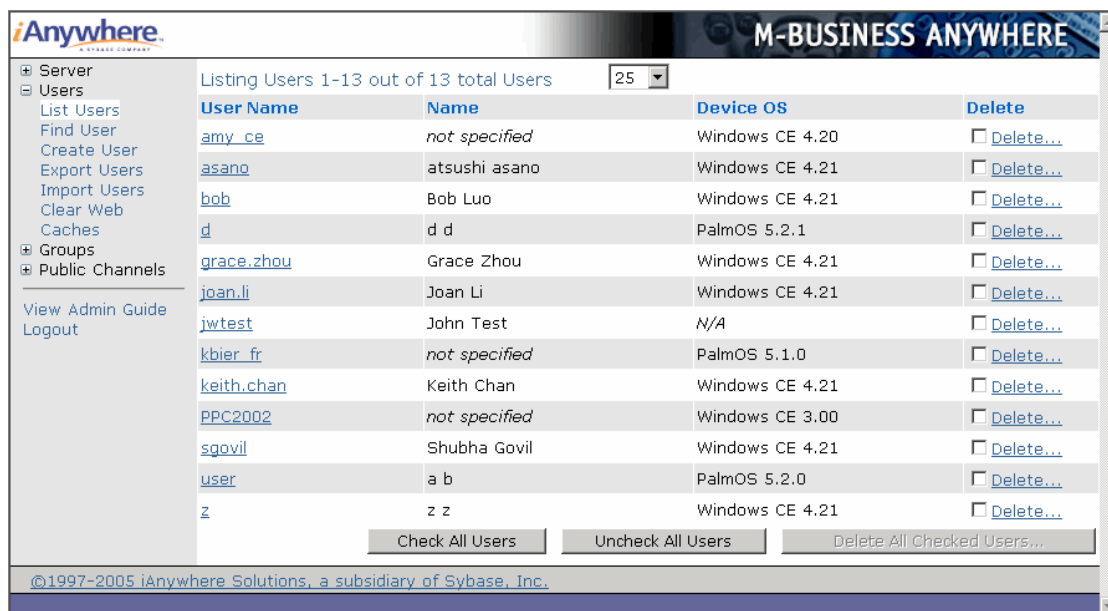 iAnywhere.
A SYBASE COMPANY
M-BUSINESS ANYWHERE
Server
Users
List Users
Find User
Create User
Export Users
Import Users
Clear Web
Caches
Groups
Public Channels
View Admin Guide
Logout
Listing Users 1-13 out of 13 total Users 25
User Name Name Device OS Delete
amy_ce not specified Windows CE 4.20 Delete...
asano atsushi asano Windows CE 4.21 Delete...
bob Bob Luo Windows CE 4.21 Delete...
d d d PalmOS 5.2.1 Delete...
grace.zhou Grace Zhou Windows CE 4.21 Delete...
joan.li Joan Li Windows CE 4.21 Delete...
jwtest John Test N/A Delete...
kbier_fr not specified PalmOS 5.1.0 Delete...
keith.chan Keith Chan Windows CE 4.21 Delete...
PPC2002 not specified Windows CE 3.00 Delete...
sgovil Shubha Govil Windows CE 4.21 Delete...
user a b PalmOS 5.2.0 Delete...
z z z Windows CE 4.21 Delete...
Check All Users Uncheck All Users Delete All Checked Users...
©1997-2005 iAnywhere Solutions, a subsidiary of Sybase, Inc.